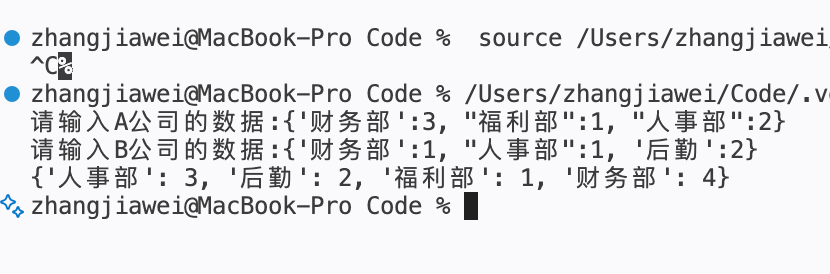 zhangjiawei@MacBook-Pro Code %  source /Users/zhangjiawei/
^C%
zhangjiawei@MacBook-Pro Code % /Users/zhangjiawei/Code/.v
请输入A公司的数据:{'财务部':3, "福利部":1, "人事部":2}
请输入B公司的数据:{'财务部':1, "人事部":1, '后勤':2}
{'人事部': 3, '后勤': 2, '福利部': 1, '财务部': 4}
zhangjiawei@MacBook-Pro Code %